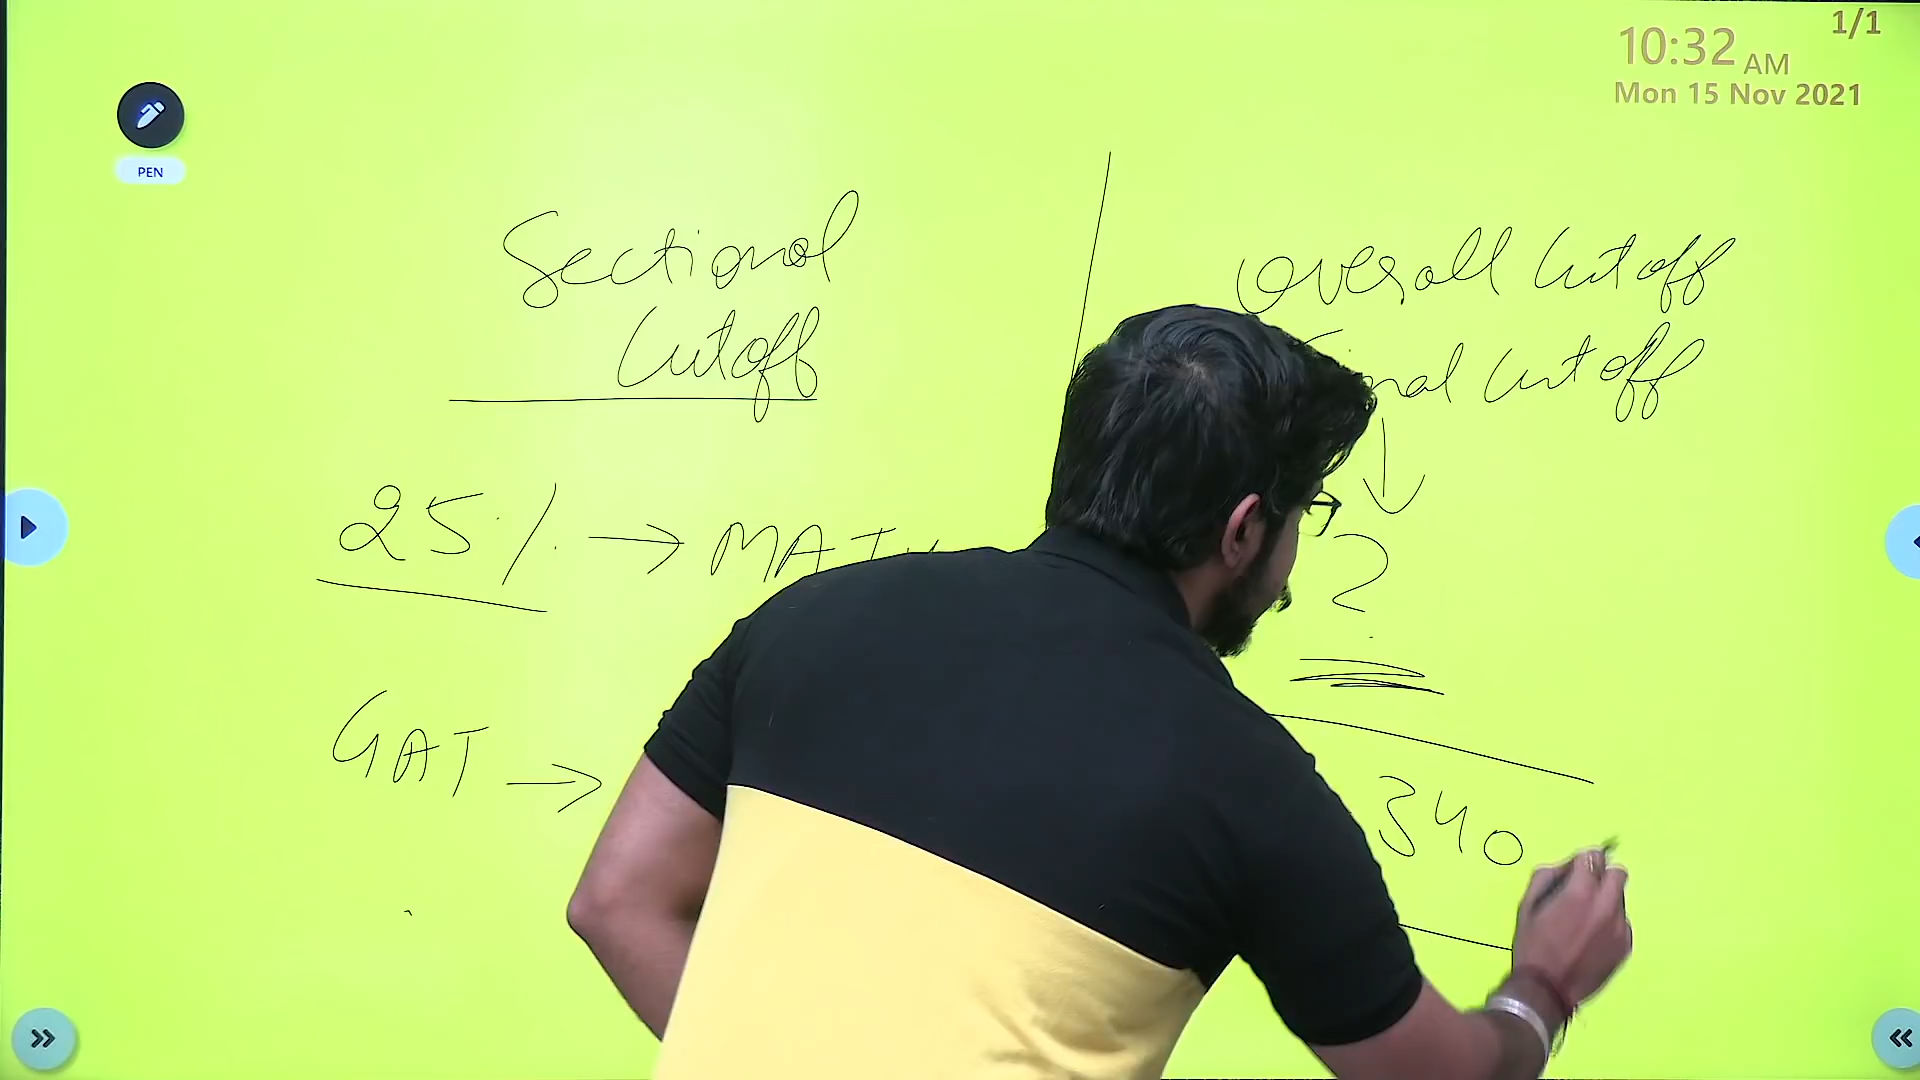 1/1
10:32 AM
Mon 15 Nov 2021
PEN
Sectional
Cutoff
25% → MAT
GAT →
Overall Cutoff
nal Cutoff
?
340